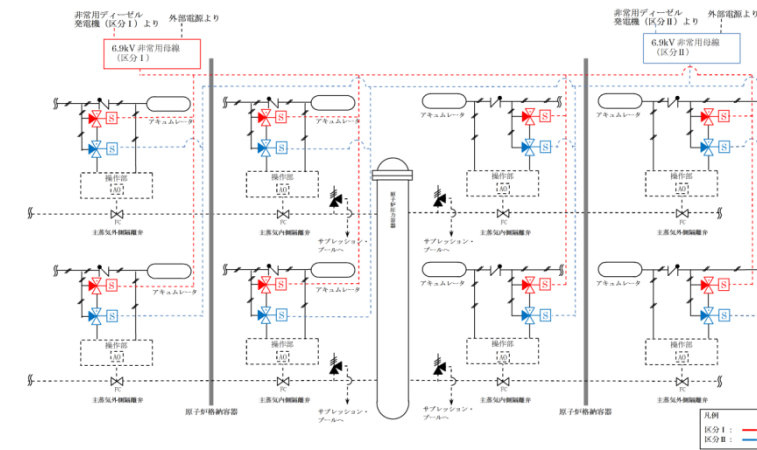 非常用ディーゼル
発電機（区分Ⅰ）より
外部電源より
6.9kV 非常用母線
（区分Ⅰ）
非常用ディーゼル
発電機（区分Ⅱ）より
外部電源より
6.9kV 非常用母線
（区分Ⅱ）
アキュムレータ
アキュムレータ
アキュムレータ
アキュムレータ
S
S
S
S
S
S
S
S
操作部
AO
操作部
AO
操作部
AO
操作部
AO
FC
FC
FC
FC
主蒸気外側隔離弁
主蒸気内側隔離弁
主蒸気内側隔離弁
主蒸気外側隔離弁
サプレッション・
プールへ
サプレッション・
プールへ
原子炉圧力容器
アキュムレータ
アキュムレータ
アキュムレータ
アキュムレータ
S
S
S
S
S
S
S
S
操作部
AO
操作部
AO
操作部
AO
操作部
AO
FC
FC
FC
FC
主蒸気外側隔離弁
主蒸気内側隔離弁
主蒸気内側隔離弁
主蒸気外側隔離弁
サプレッション・
プールへ
サプレッション・
プールへ
原子炉格納容器
原子炉格納容器
凡例
区分Ⅰ：
区分Ⅱ：